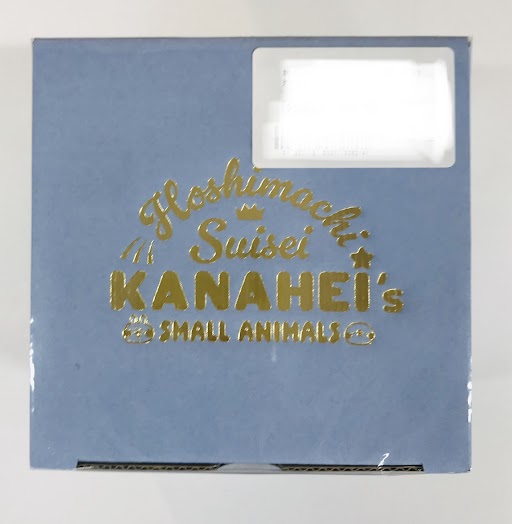 Hoshimachi
Suisei
KANAHEI's
SMALL ANIMALS